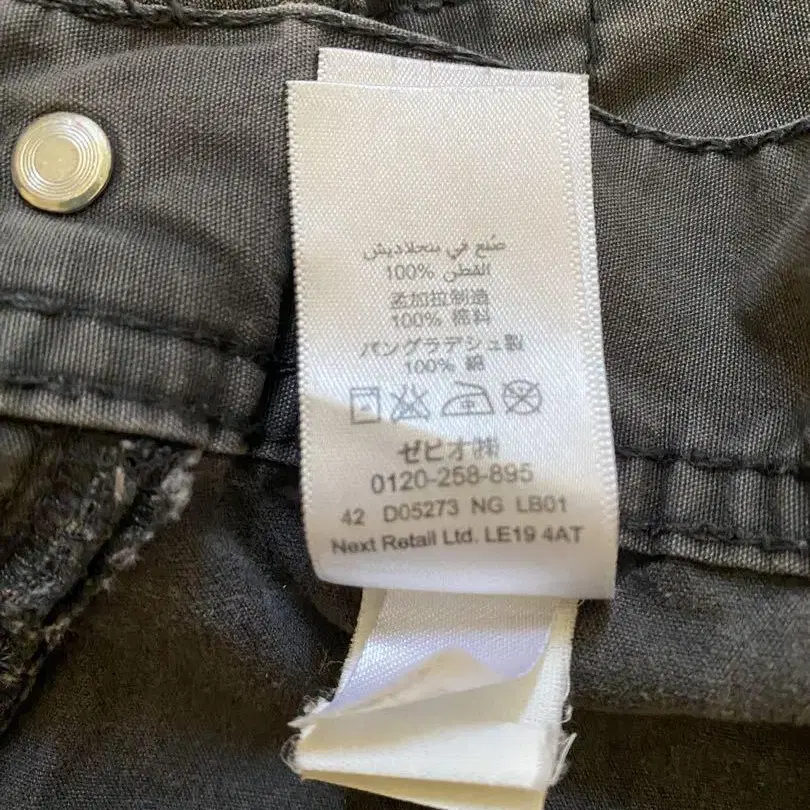 صنع في بنجلاديش
100% القطن
孟加拉制造
100% 棉料
バングラデシュ製
100% 綿
ゼビオ㈱
0120-258-895
42 D05273 NG LB01
Next Retail Ltd. LE19 4AT